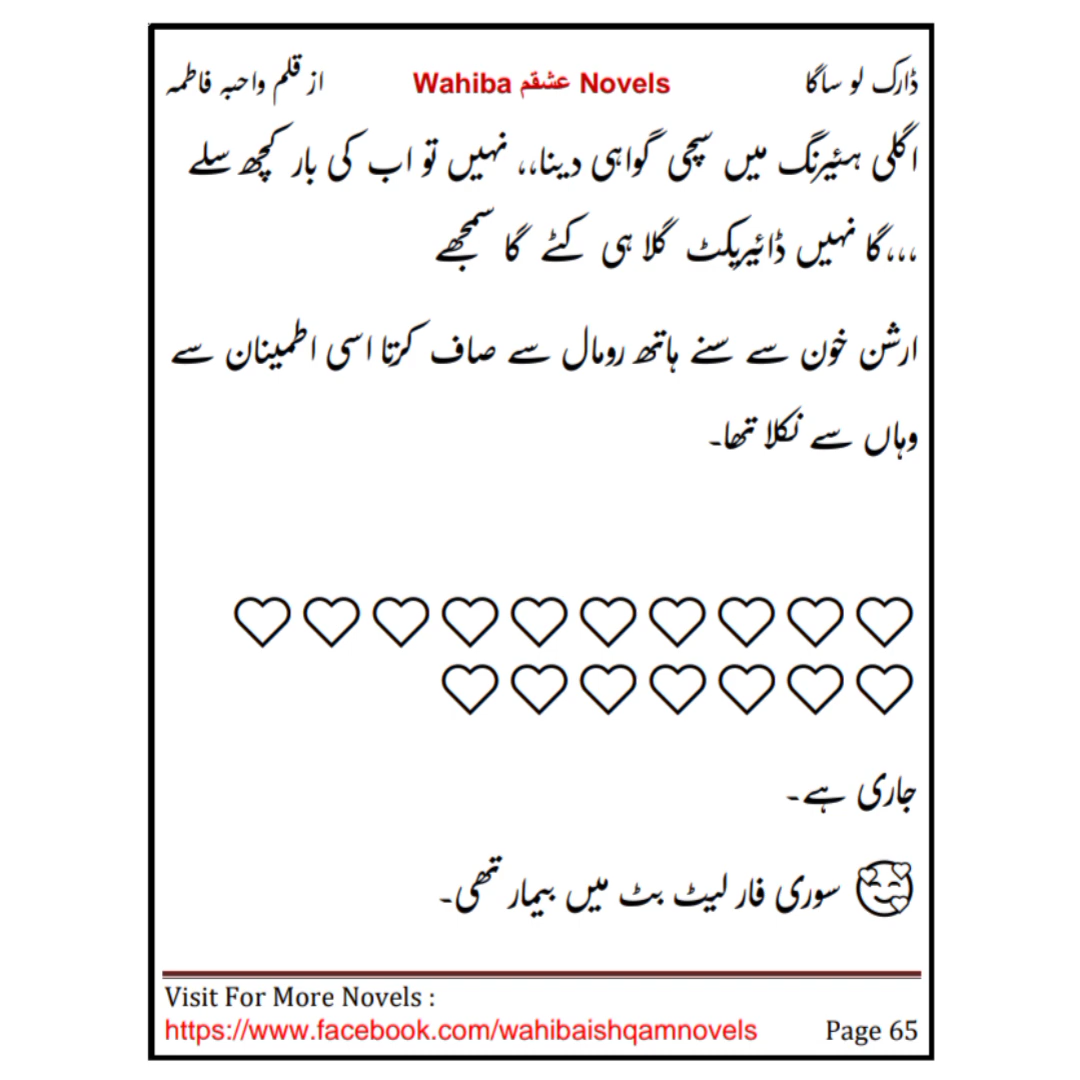 ڈارک لو ساگا Wahiba عشقم Novels از قلم واحبہ فاطمہ
اگلی ہئیرنگ میں سچی گواہی دینا،، نہیں تو اب کی بار کچھ سلے
،،،گا نہیں ڈائیریکٹ گلا ہی کٹے گا سمجھے
ارشن خون سے سنے ہاتھ رومال سے صاف کرتا اسی اطمینان سے
وہاں سے نکلا تھا۔
♡♡♡♡♡♡♡♡♡♡
♡♡♡♡♡♡♡
جاری ہے۔
🥰 سوری فار لیٹ بٹ میں بیمار تھی۔
Visit For More Novels :
https://www.facebook.com/wahibaishqamnovels Page 65